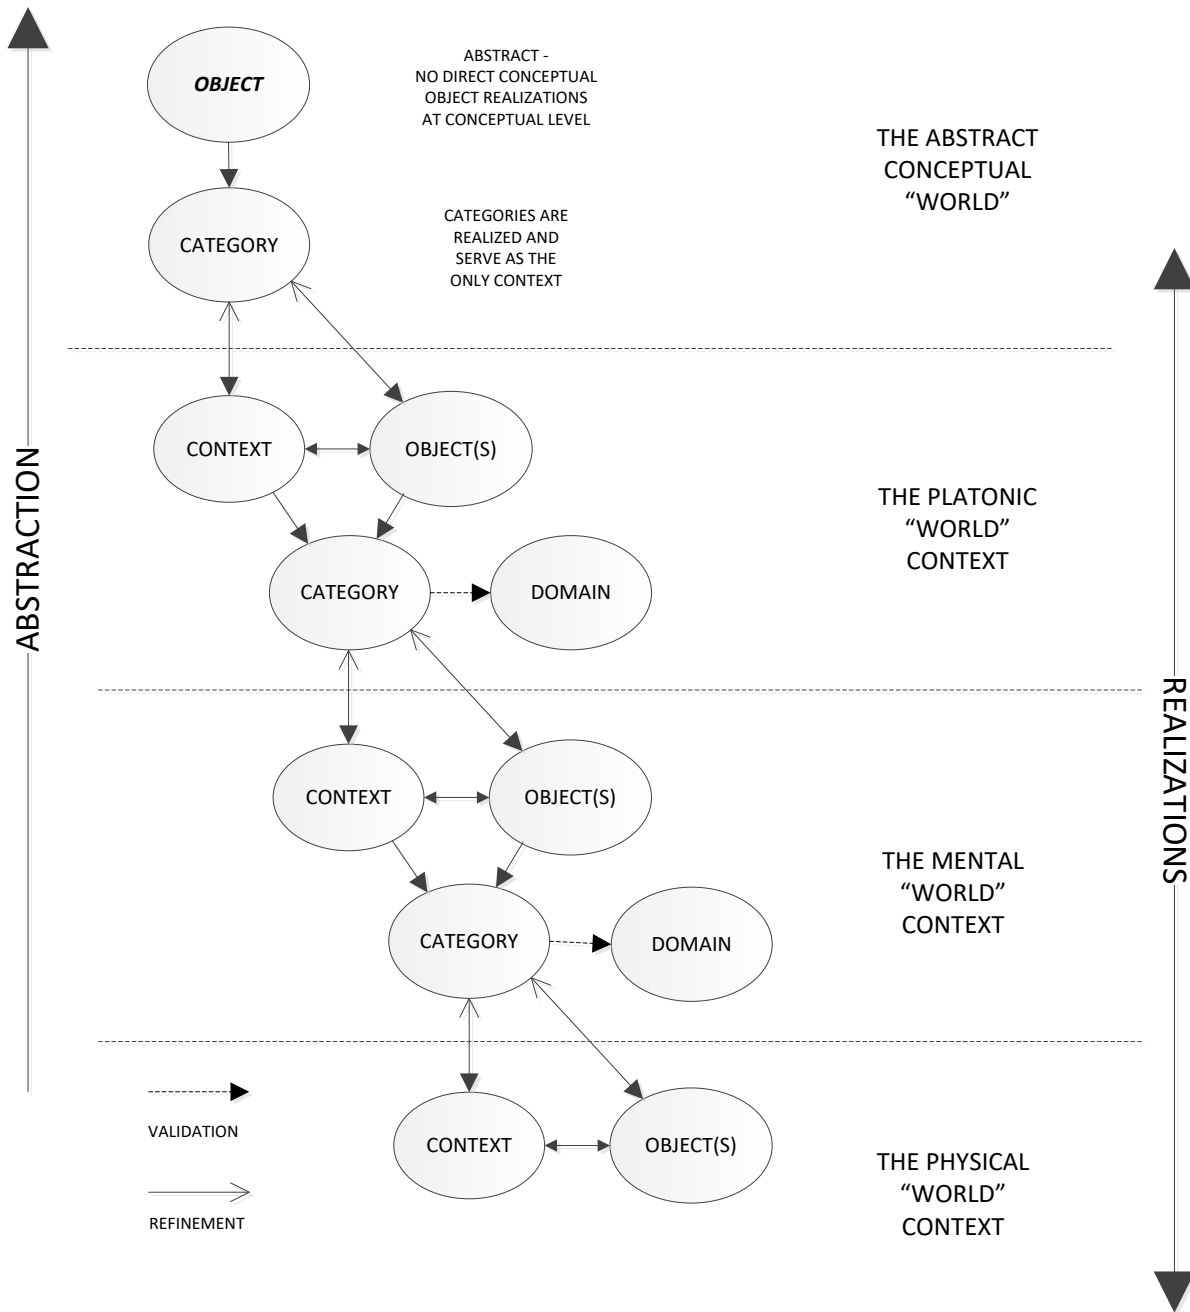 OBJECT
ABSTRACT -
NO DIRECT CONCEPTUAL
OBJECT REALIZATIONS
AT CONCEPTUAL LEVEL
THE ABSTRACT
CONCEPTUAL
“WORLD”
CATEGORY
CATEGORIES ARE
REALIZED AND
SERVE AS THE
ONLY CONTEXT
ABSTRACTION
REALIZATIONS
CONTEXT
OBJECT(S)
THE PLATONIC
“WORLD”
CONTEXT
CATEGORY
DOMAIN
CONTEXT
OBJECT(S)
THE MENTAL
“WORLD”
CONTEXT
CATEGORY
DOMAIN
CONTEXT
OBJECT(S)
THE PHYSICAL
“WORLD”
CONTEXT
VALIDATION
REFINEMENT